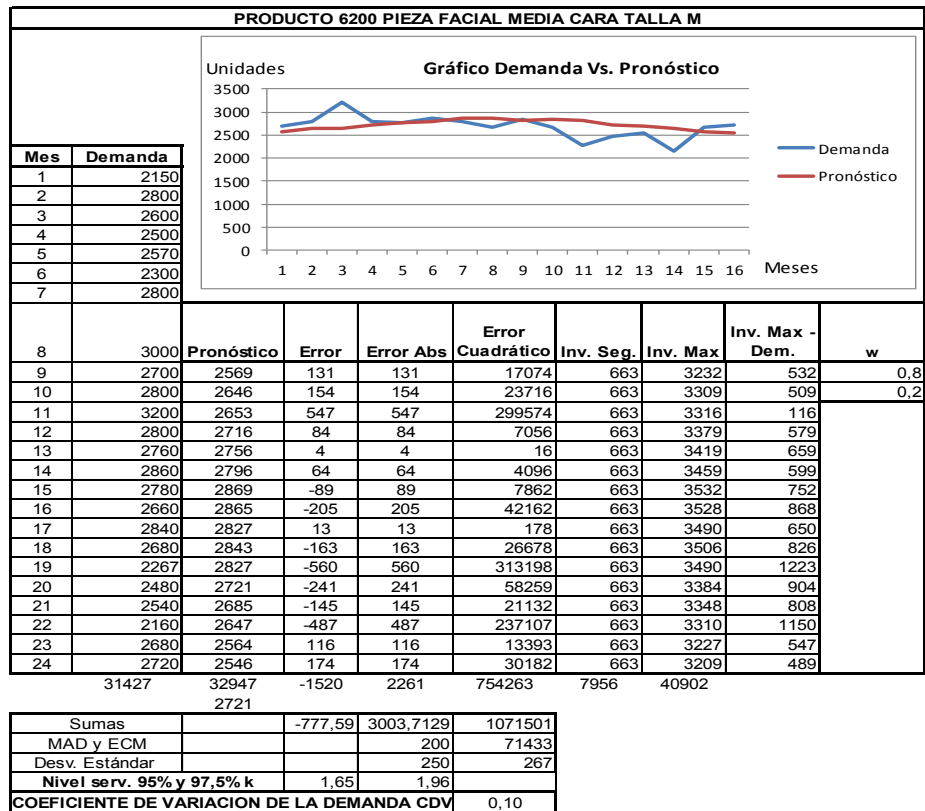 PRODUCTO 6200 PIEZA FACIAL MEDIA CARA TALLA M
Unidades
Gráfico Demanda Vs. Pronóstico
3500
3000
2500
2000
1500
1000
500
0
1 2 3 4 5 6 7 8 9 10 11 12 13 14 15 16
Meses
Demanda
Pronóstico
Mes Demanda
1 2150
2 2800
3 2600
4 2500
5 2570
6 2300
7 2800
8 3000 Pronóstico Error Error Abs Error Cuadrático Inv. Seg. Inv. Max Inv. Max - Dem. w
9 2700 2569 131 131 17074 663 3232 532 0,8
10 2800 2646 154 154 23716 663 3309 509 0,2
11 3200 2653 547 547 299574 663 3316 116
12 2800 2716 84 84 7056 663 3379 579
13 2760 2756 4 4 16 663 3419 659
14 2860 2796 64 64 4096 663 3459 599
15 2780 2869 -89 89 7862 663 3532 752
16 2660 2865 -205 205 42162 663 3528 868
17 2840 2827 13 13 178 663 3490 650
18 2680 2843 -163 163 26678 663 3506 826
19 2267 2827 -560 560 313198 663 3490 1223
20 2480 2721 -241 241 58259 663 3384 904
21 2540 2685 -145 145 21132 663 3348 808
22 2160 2647 -487 487 237107 663 3310 1150
23 2680 2564 116 116 13393 663 3227 547
24 2720 2546 174 174 30182 663 3209 489
31427 32947 -1520 2261 754263 7956 40902
2721
Sumas -777,59 3003,7129 1071501
MAD y ECM 200 71433
Desv. Estándar 250 267
Nivel serv. 95% y 97,5% k 1,65 1,96
COEFICIENTE DE VARIACION DE LA DEMANDA CDV 0,10